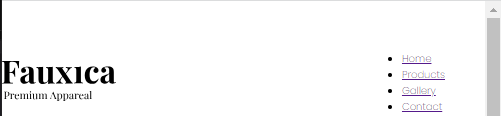 Fauxica
Premium Appareal
Home
Products
Gallery
Contact